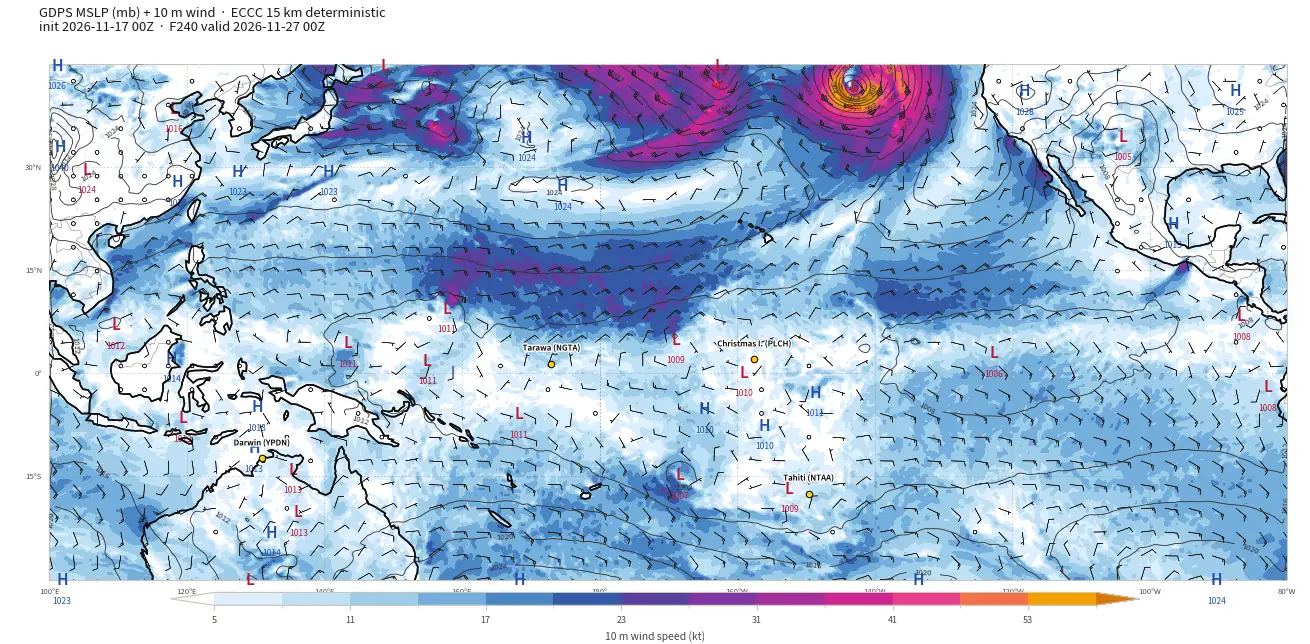 GDPS MSLP (mb) + 10 m wind · ECCC 15 km deterministic
init 2026-11-17 00Z · F240 valid 2026-11-27 00Z
H
1026
L
L
L
1016
H
1028
H
1025
L
1005
H
1024
H
L
1024
H
H
1023
H
1023
H
1024
H
30°N
15°N
0°
15°S
L
1011
L
1012
L
1011
L
1011
L
1009
Christmas I. (PLCH)
Tarawa (NGTA)
L
1010
L
1006
L
1008
L
1008
H
1011
H
1010
H
1010
H
1013
L
1011
L
Darwin (YPDN)
H
1013
L
1013
L
1013
H
1014
L
Tahiti (NTAA)
L
1009
H
1023
H
H
H
1024
L
1020
100°E
120°E
140°E
160°E
180°
160°W
140°W
120°W
100°W
80°W
5
11
17
23
31
41
53
10 m wind speed (kt)